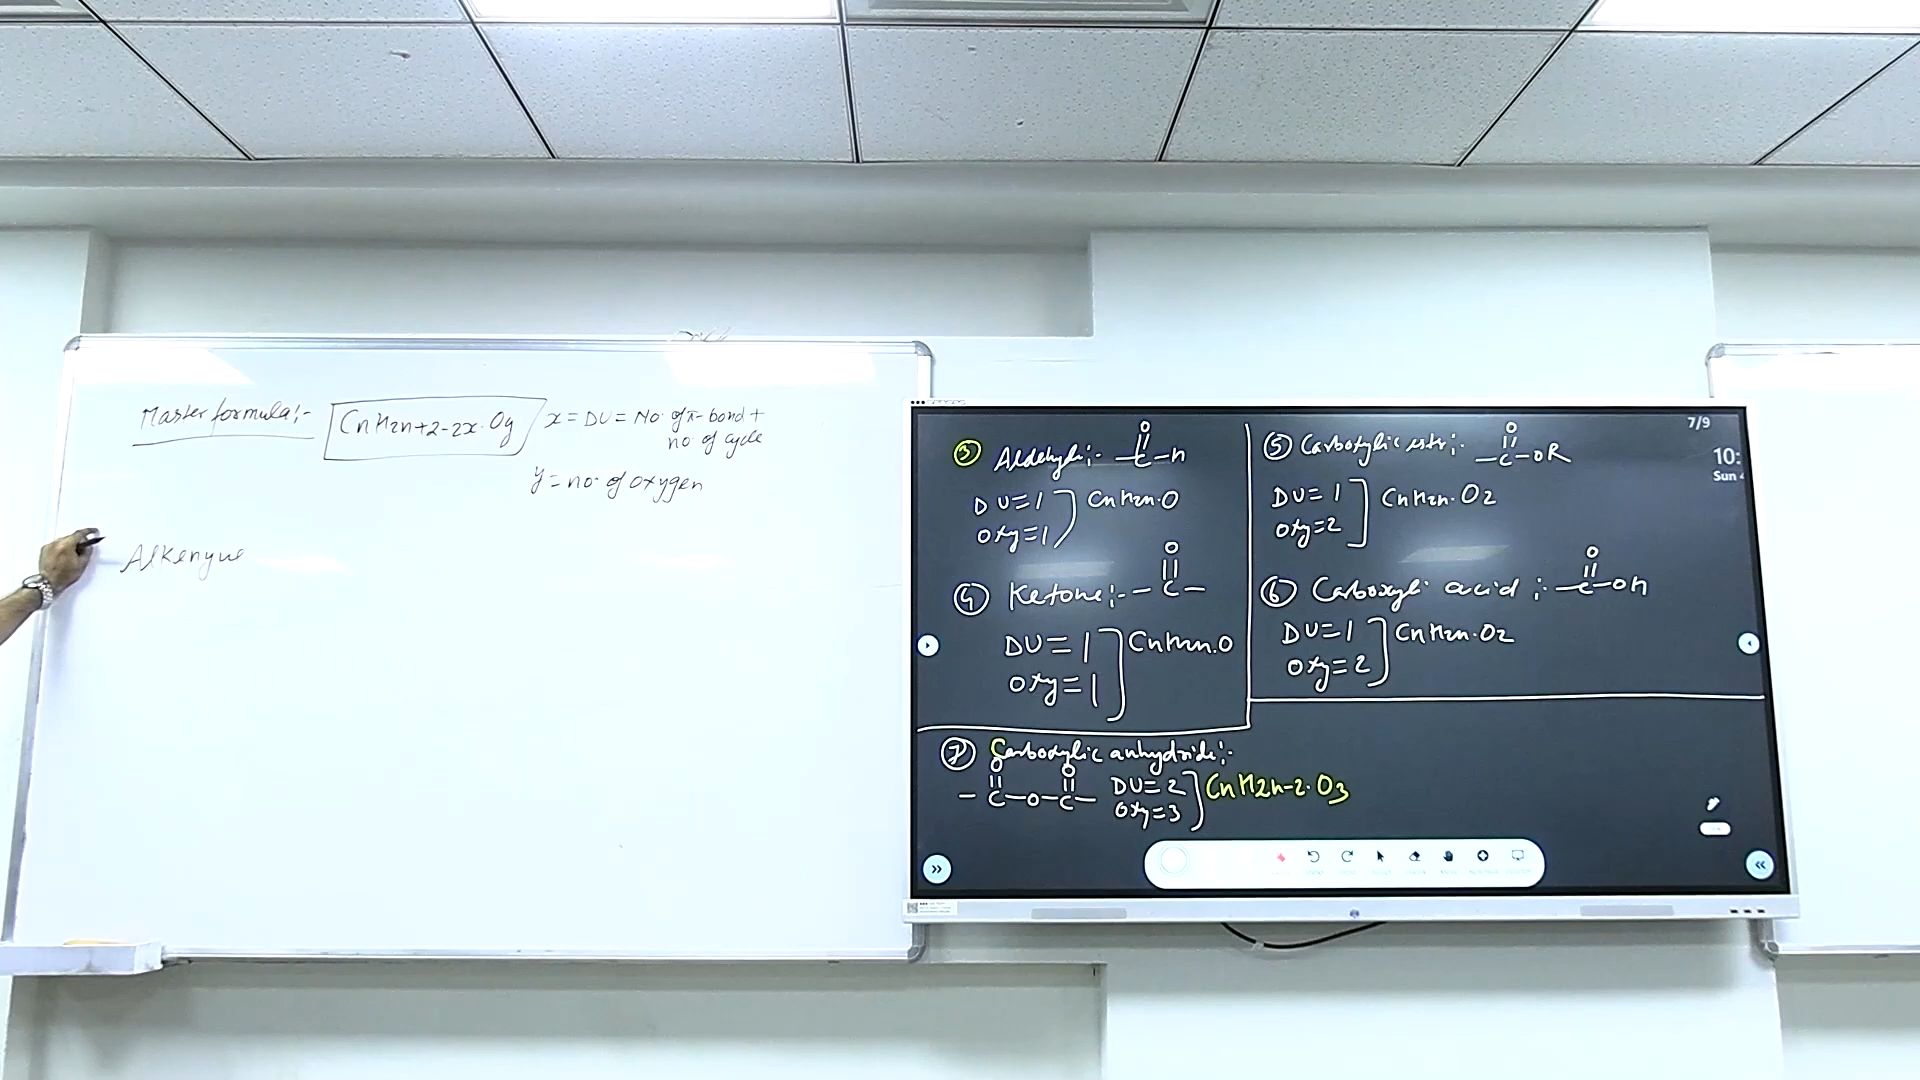 Master formula:- CnH2n+2-2x.Oy x = DU = No. of π-bond +
no of cycle
y = no. of oxygen
Alkenyne
7/9
10:
Sun 4
③ Aldehyde:- -C-H
O
DU=1 CnH2n.O
Oxy=1
④ Ketone:- -C-
O
DU=1 CnH2n.O
Oxy=1
⑤ Carboxylic ester:- -C-OR
O
DU=1 CnH2n.O2
Oxy=2
⑥ Carboxylic acid:- -C-OH
O
DU=1 CnH2n.O2
Oxy=2
⑦ Carboxylic anhydride:-
O O
-C-O-C- DU=2 CnH2n-2.O3
Oxy=3